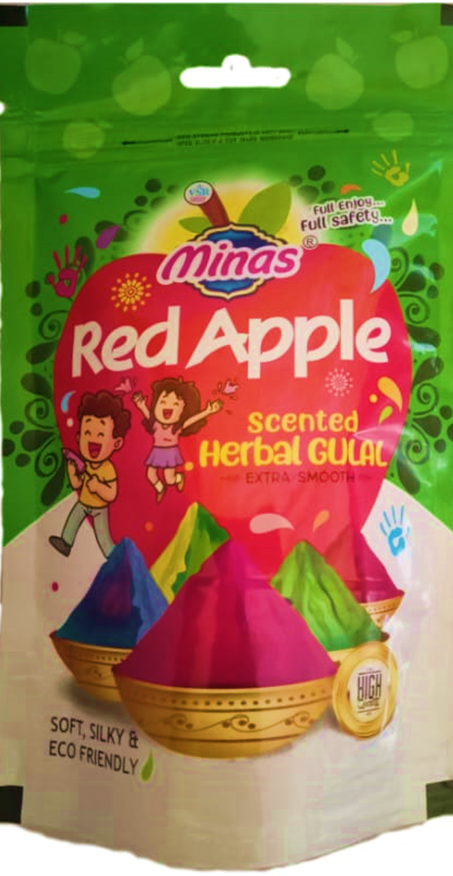 VSR
Full Enjoy...
Full Safety...
Minas®
Red Apple
Scented
Herbal GULAL
EXTRA SMOOTH
HIGH
SOFT, SILKY &
ECO FRIENDLY